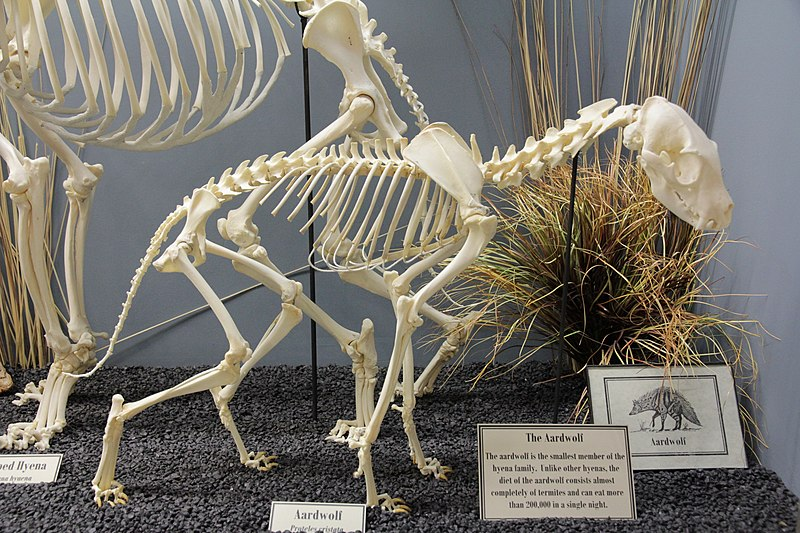 The Aardwolf
The aardwolf is the smallest member of the
hyena family. Unlike other hyenas, the
diet of the aardwolf consists almost
completely of termites and can eat more
than 200,000 in a single night.
Aardwolf
Aardwolf
Proteles cristata
ped Hyena
na hyaena